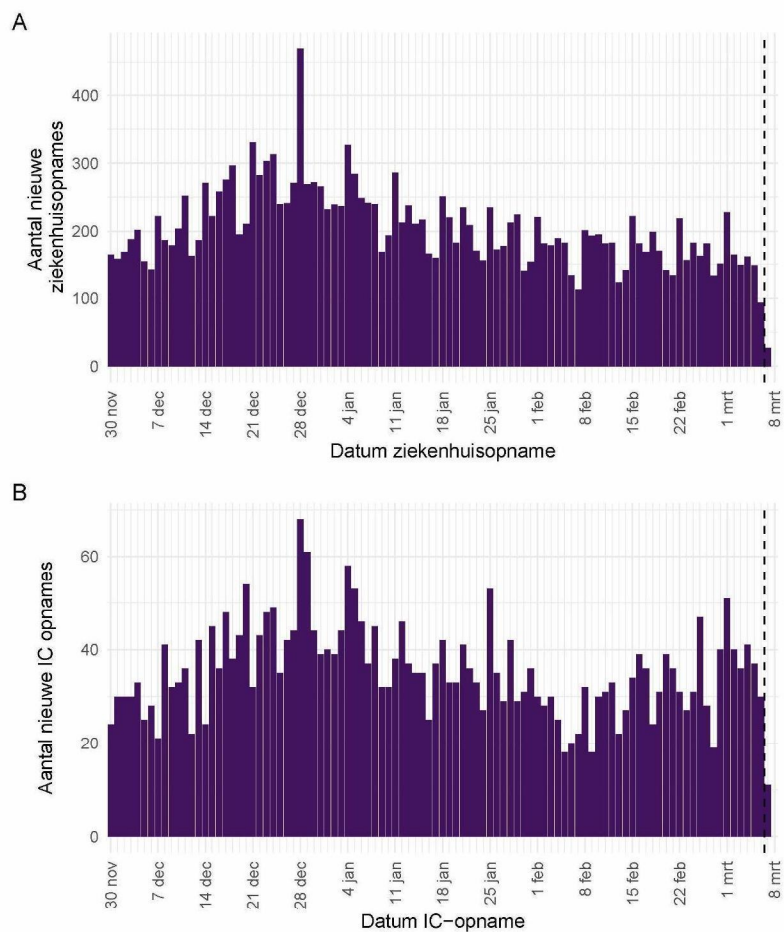 A
Aantal nieuwe
ziekenhuisopnames
400
300
200
100
0
30 nov
7 dec
14 dec
21 dec
28 dec
4 jan
11 jan
18 jan
25 jan
1 feb
8 feb
15 feb
22 feb
1 mrt
8 mrt
Datum ziekenhuisopname
B
Aantal nieuwe IC opnames
60
40
20
0
30 nov
7 dec
14 dec
21 dec
28 dec
4 jan
11 jan
18 jan
25 jan
1 feb
8 feb
15 feb
22 feb
1 mrt
8 mrt
Datum IC−opname